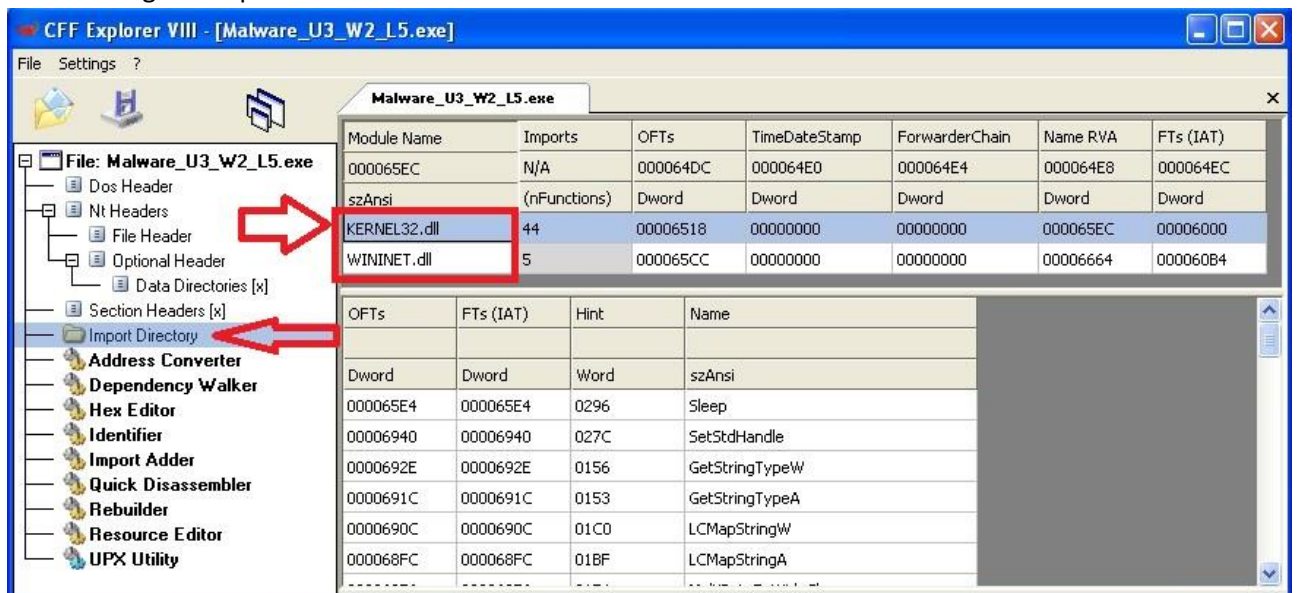 CFF Explorer VIII - [Malware_U3_W2_L5.exe]
File Settings ?
Malware_U3_W2_L5.exe
File: Malware_U3_W2_L5.exe
Dos Header
Nt Headers
File Header
Optional Header
Data Directories [x]
Section Headers [x]
Import Directory
Address Converter
Dependency Walker
Hex Editor
Identifier
Import Adder
Quick Disassembler
Rebuilder
Resource Editor
UPX Utility
Module Name Imports OFTs TimeDateStamp ForwarderChain Name RVA FTs (IAT)
000065EC N/A 000064DC 000064E0 000064E4 000064E8 000064EC
szAnsi (nFunctions) Dword Dword Dword Dword Dword
KERNEL32.dll 44 00006518 00000000 00000000 000065EC 00006000
WININET.dll 5 000065CC 00000000 00000000 00006664 000060B4
OFTs FTs (IAT) Hint Name
Dword Dword Word szAnsi
000065E4 000065E4 0296 Sleep
00006940 00006940 027C SetStdHandle
0000692E 0000692E 0156 GetStringTypeW
0000691C 0000691C 0153 GetStringTypeA
0000690C 0000690C 01C0 LCMapStringW
000068FC 000068FC 01BF LCMapStringA